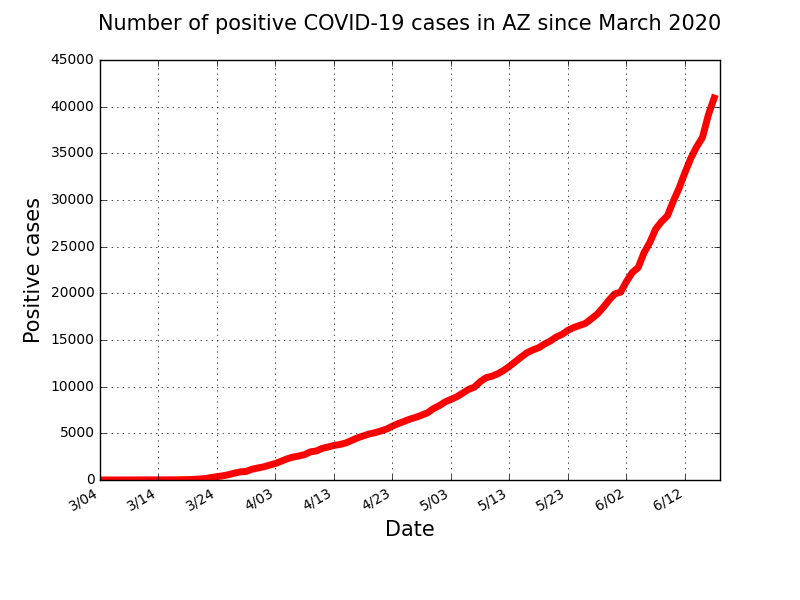 Number of positive COVID-19 cases in AZ since March 2020
45000
40000
35000
30000
25000
20000
15000
10000
5000
0
Positive cases
3/04 3/14 3/24 4/03 4/13 4/23 5/03 5/13 5/23 6/02 6/12
Date